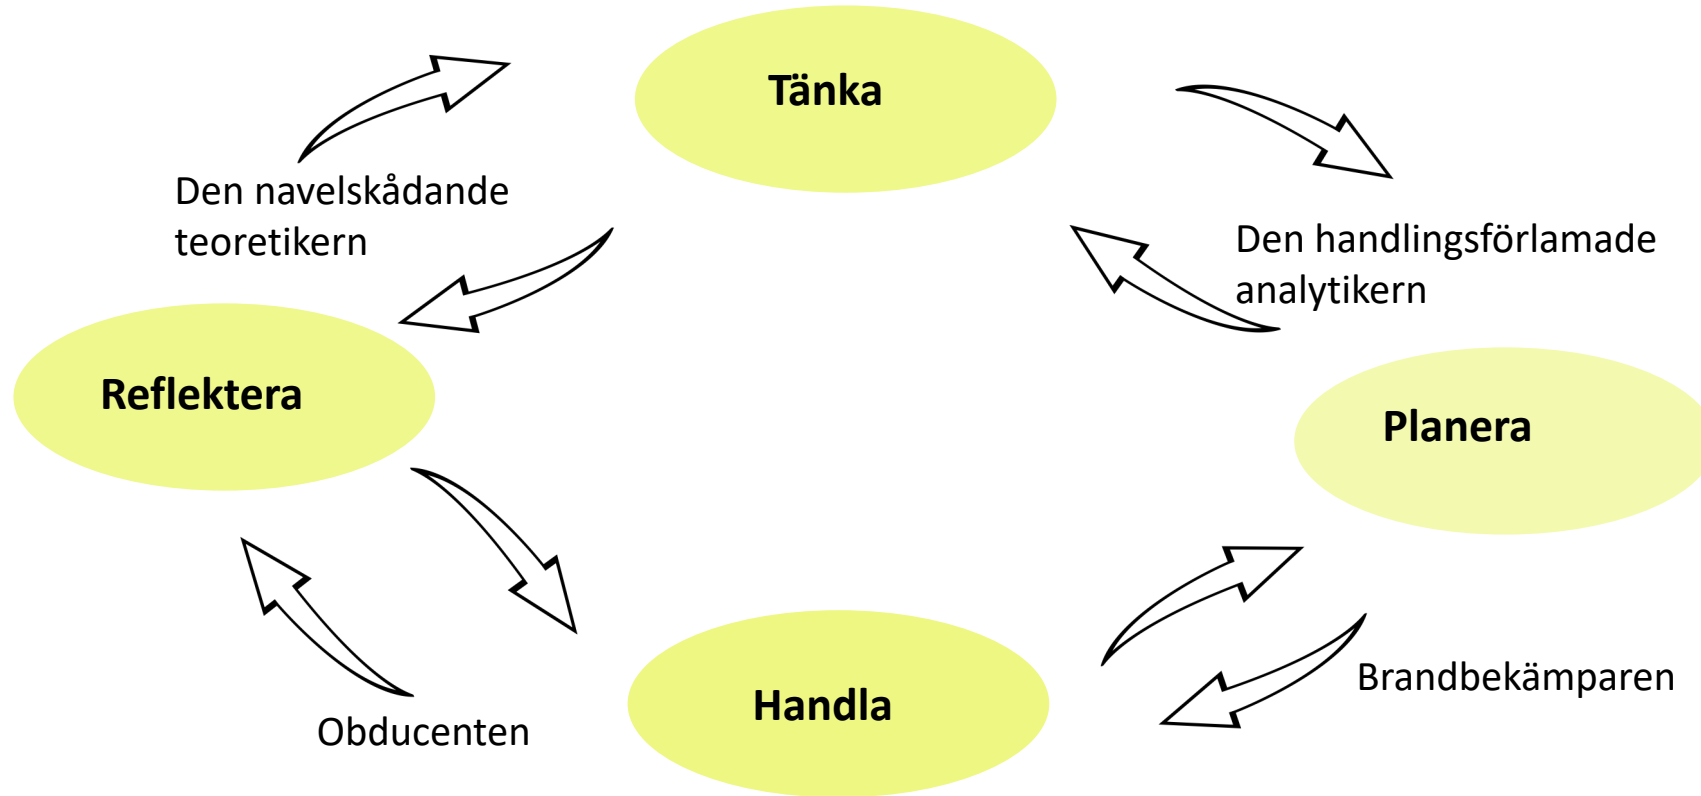 Tänka
Den navelskådande
teoretikern
Den handlingsförlamade
analytikern
Reflektera
Planera
Brandbekämparen
Handla
Obducenten